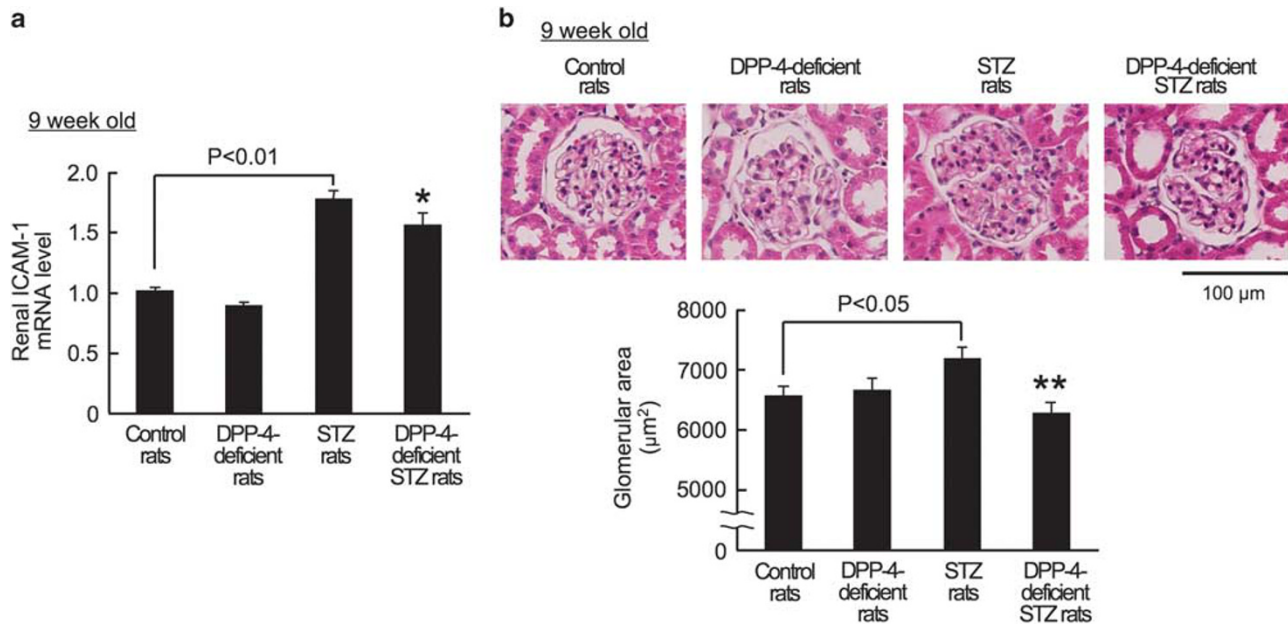 a
9 week old
P<0.01
*
2.0
1.5
1.0
0.5
0
Renal ICAM-1
mRNA level
Control
rats
DPP-4-
deficient
rats
STZ
rats
DPP-4-
deficient
STZ rats
b
9 week old
Control
rats
DPP-4-deficient
rats
STZ
rats
DPP-4-deficient
STZ rats
100 μm
P<0.05
**
8000
7000
6000
5000
0
Glomerular area
(μm²)
Control
rats
DPP-4-
deficient
rats
STZ
rats
DPP-4-
deficient
STZ rats